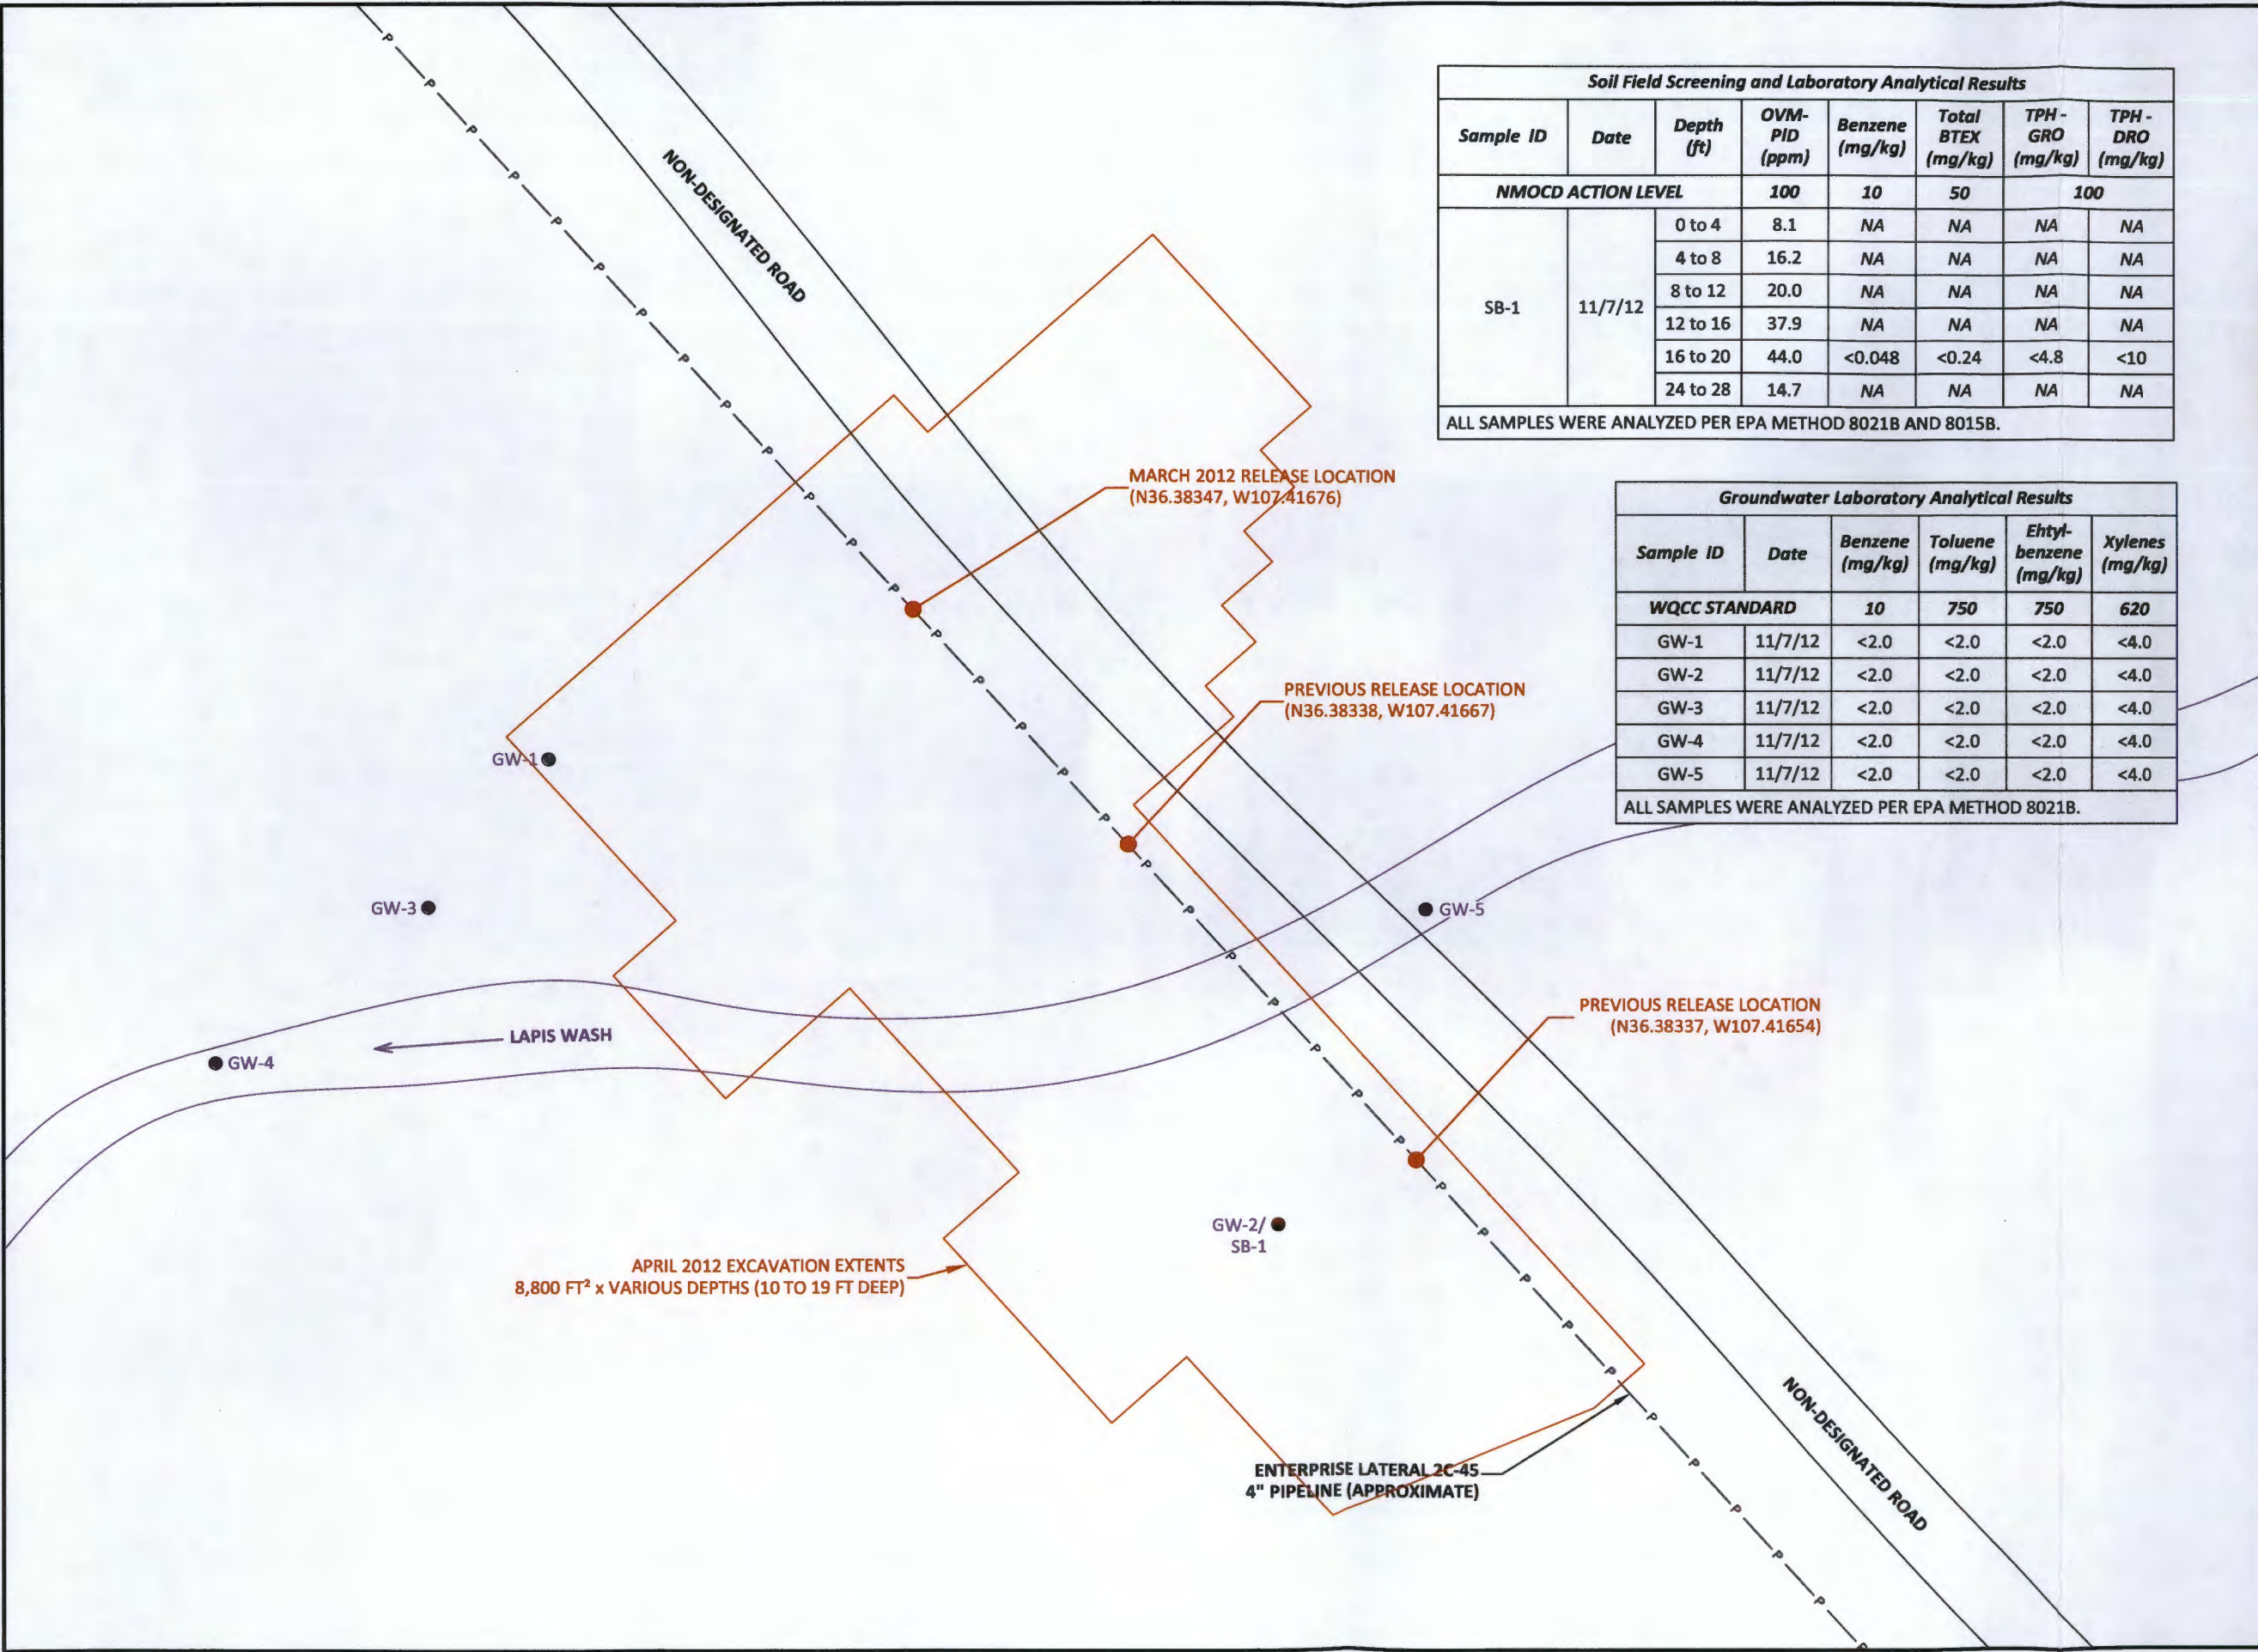 Soil Field Screening and Laboratory Analytical Results
Sample ID Date Depth (ft) OVM-PID (ppm) Benzene (mg/kg) Total BTEX (mg/kg) TPH - GRO (mg/kg) TPH - DRO (mg/kg)
NMOCD ACTION LEVEL 100 10 50 100
SB-1 11/7/12 0 to 4 8.1 NA NA NA NA
4 to 8 16.2 NA NA NA NA
8 to 12 20.0 NA NA NA NA
12 to 16 37.9 NA NA NA NA
16 to 20 44.0 <0.048 <0.24 <4.8 <10
24 to 28 14.7 NA NA NA NA
ALL SAMPLES WERE ANALYZED PER EPA METHOD 8021B AND 8015B.
NON-DESIGNATED ROAD
MARCH 2012 RELEASE LOCATION
(N36.38347, W107.41676)
Groundwater Laboratory Analytical Results
Sample ID Date Benzene (mg/kg) Toluene (mg/kg) Ehtyl-benzene (mg/kg) Xylenes (mg/kg)
WQCC STANDARD 10 750 750 620
GW-1 11/7/12 <2.0 <2.0 <2.0 <4.0
GW-2 11/7/12 <2.0 <2.0 <2.0 <4.0
GW-3 11/7/12 <2.0 <2.0 <2.0 <4.0
GW-4 11/7/12 <2.0 <2.0 <2.0 <4.0
GW-5 11/7/12 <2.0 <2.0 <2.0 <4.0
ALL SAMPLES WERE ANALYZED PER EPA METHOD 8021B.
PREVIOUS RELEASE LOCATION
(N36.38338, W107.41667)
GW-1
GW-3
GW-5
PREVIOUS RELEASE LOCATION
(N36.38337, W107.41654)
LAPIS WASH
GW-4
GW-2/
SB-1
APRIL 2012 EXCAVATION EXTENTS
8,800 FT² x VARIOUS DEPTHS (10 TO 19 FT DEEP)
ENTERPRISE LATERAL 2C-45
4" PIPELINE (APPROXIMATE)
NON-DESIGNATED ROAD
P P P P P P P P P P P P P P P P P P P P P P P P P P P P P P P P P P P P